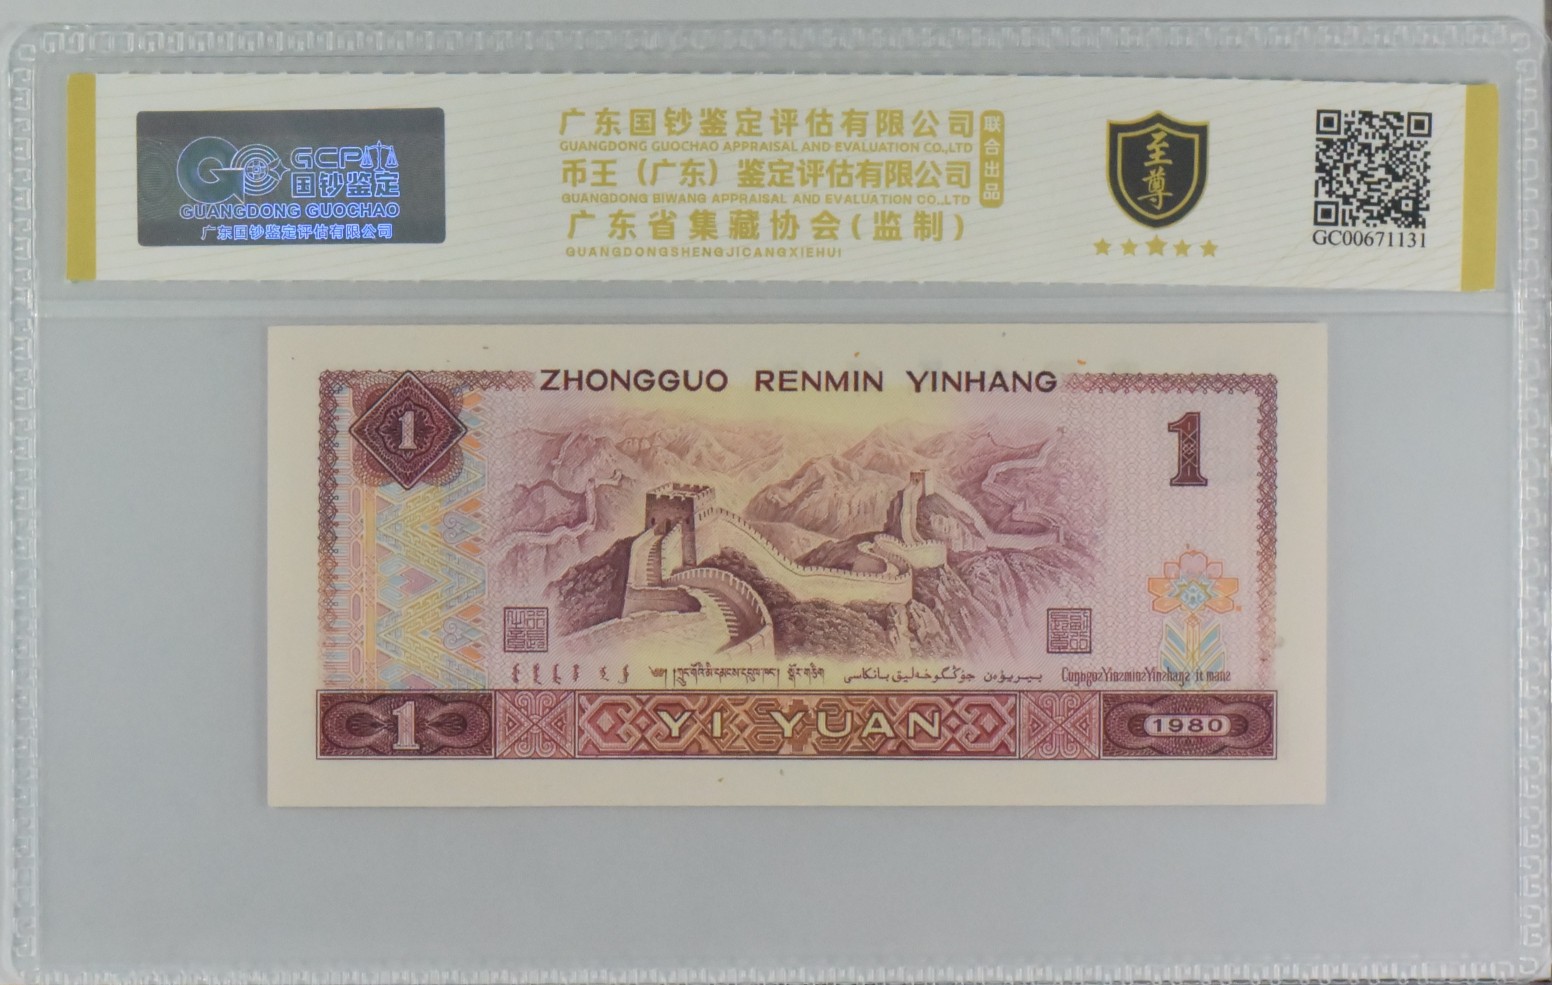 GCP
国钞鉴定
GUANGDONG GUOCHAO
广东国钞鉴定评估有限公司
广东国钞鉴定评估有限公司
GUANGDONG GUOCHAO APPRAISAL AND EVALUATION CO.,LTD
币王（广东）鉴定评估有限公司
GUANGDONG BIWANG APPRAISAL AND EVALUATION CO.,LTD
广东省集藏协会(监制)
GUANGDONGSHENGJICANGXIEHUI
联合出品
至尊
GC00671131
ZHONGGUO RENMIN YINHANG
1
1
YI YUAN
1
1980